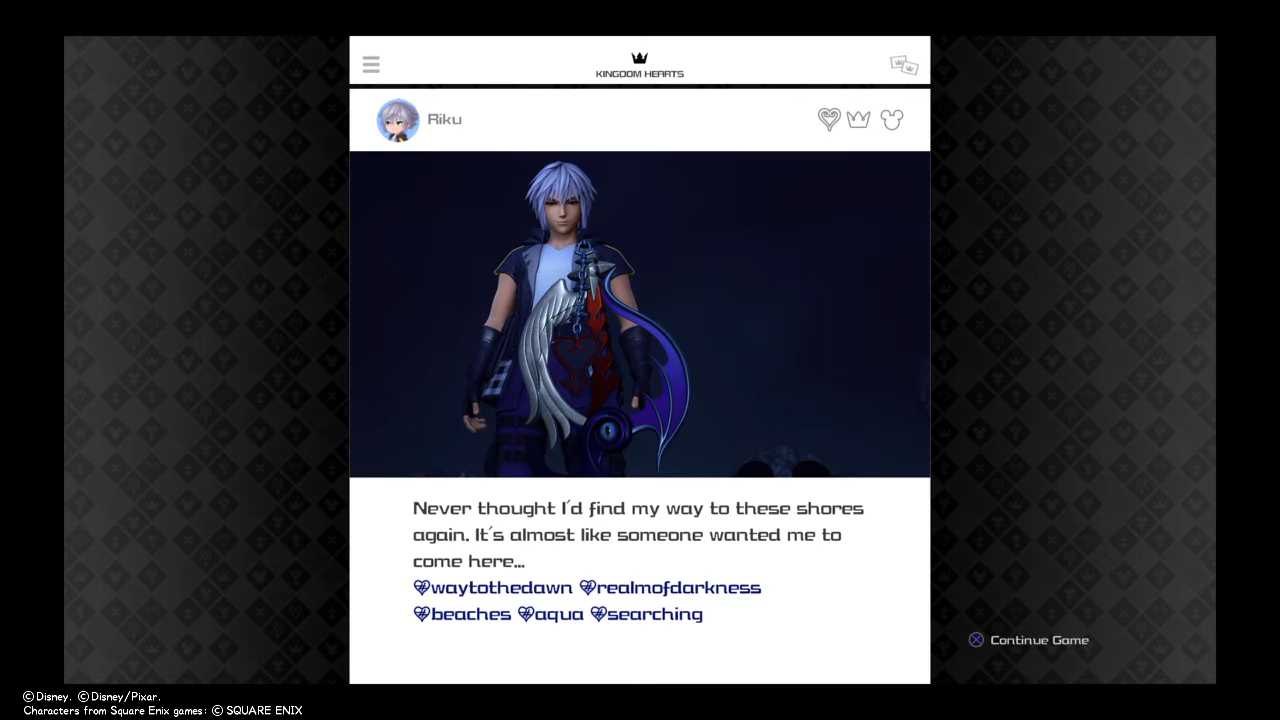 KINGDOM HEARTS
Riku
Never thought I'd find my way to these shores
again. It's almost like someone wanted me to
come here...
waytothedawn realmofdarkness
beaches aqua searching
Continue Game
©Disney. ©Disney/Pixar.
Characters from Square Enix games: © SQUARE ENIX